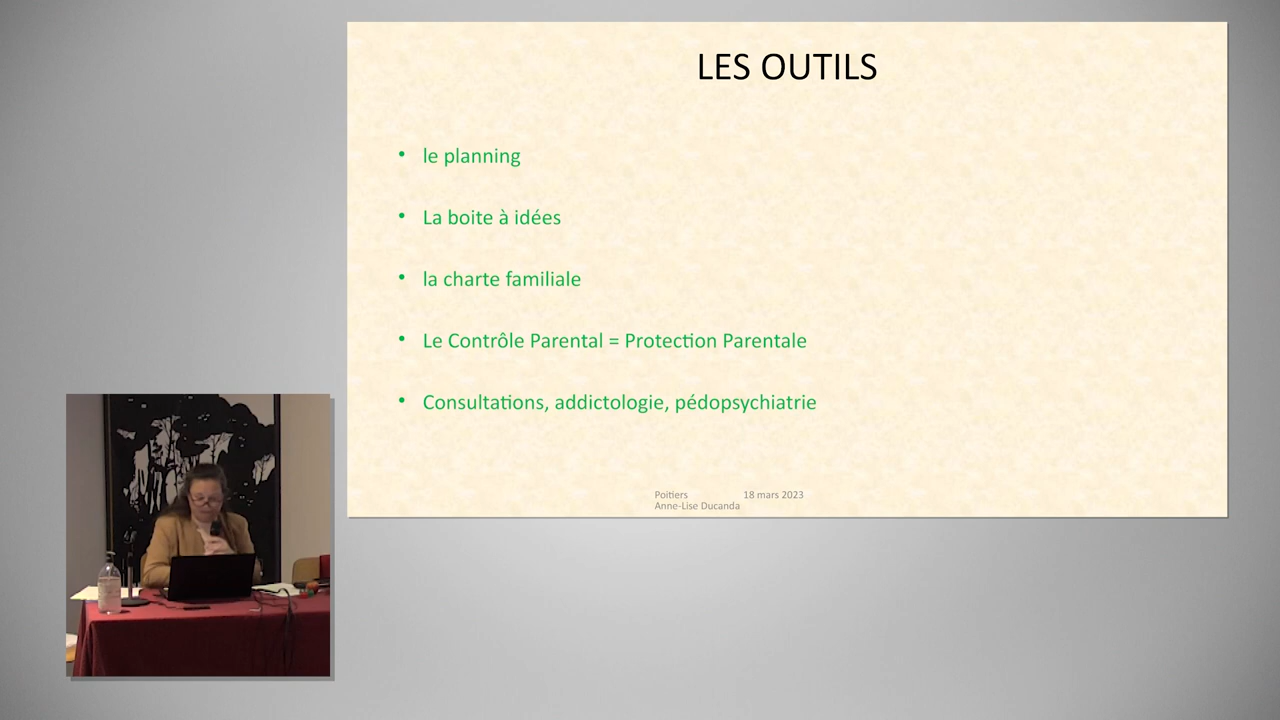 LES OUTILS
• le planning
• La boite à idées
• la charte familiale
• Le Contrôle Parental = Protection Parentale
• Consultations, addictologie, pédopsychiatrie
Poitiers 18 mars 2023
Anne-Lise Ducanda